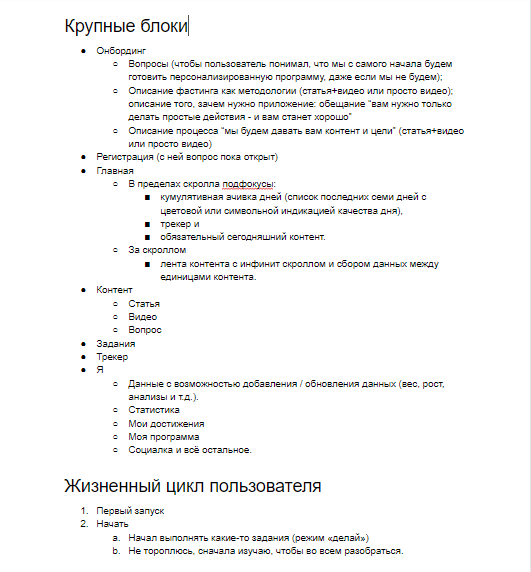 Крупные блоки
● Онбординг
○ Вопросы (чтобы пользователь понимал, что мы с самого начала будем
готовить персонализированную программу, даже если мы не будем);
○ Описание фастинга как методологии (статья+видео или просто видео);
описание того, зачем нужно приложение: обещание “вам нужно только
делать простые действия - и вам станет хорошо”
○ Описание процесса “мы будем давать вам контент и цели” (статья+видео
или просто видео)
● Регистрация (с ней вопрос пока открыт)
● Главная
○ В пределах скролла подфокусы:
■ кумулятивная ачивка дней (список последних семи дней с
цветовой или символьной индикацией качества дня),
■ трекер и
■ обязательный сегодняшний контент.
○ За скроллом
■ лента контента с инфинит скроллом и сбором данных между
единицами контента.
● Контент
○ Статья
○ Видео
○ Вопрос
● Задания
● Трекер
● Я
○ Данные с возможностью добавления / обновления данных (вес, рост,
анализы и т.д.).
○ Статистика
○ Мои достижения
○ Моя программа
○ Социалка и всё остальное.
Жизненный цикл пользователя
1. Первый запуск
2. Начать
a. Начал выполнять какие-то задания (режим «делай»)
b. Не тороплюсь, сначала изучаю, чтобы во всем разобраться.